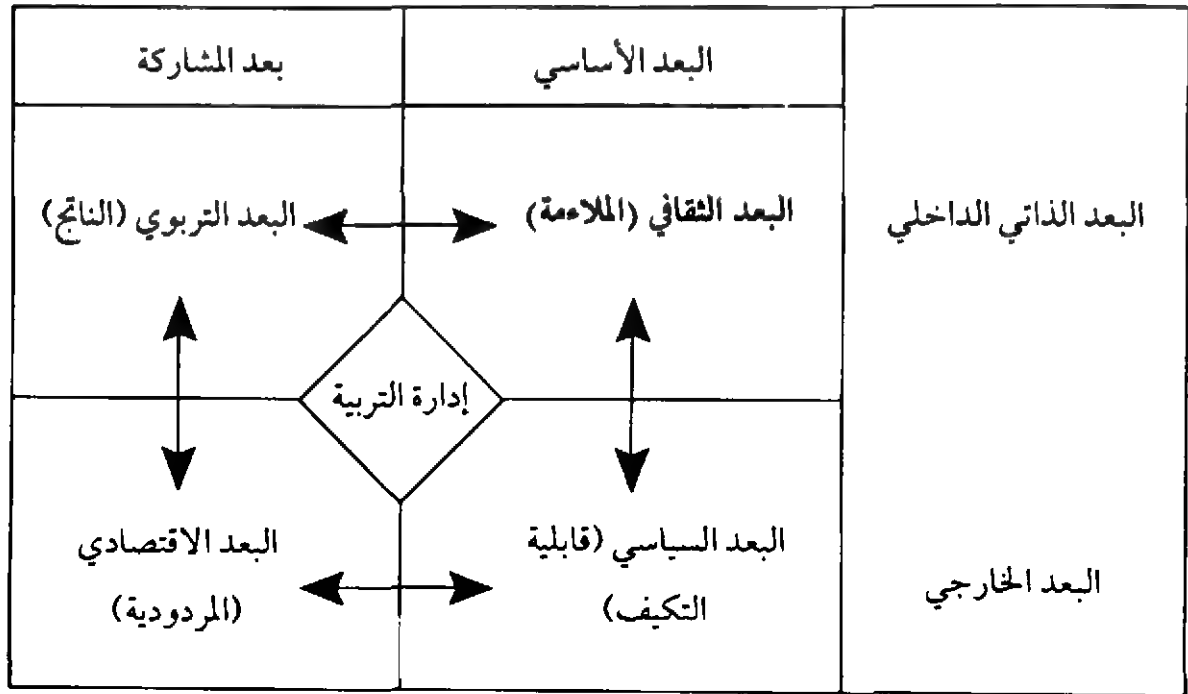 البعد الأساسي
بعد المشاركة
البعد الذاتي الداخلي
البعد الثقافي (الملاءمة)
البعد التربوي (الناتج)
إدارة التربية
البعد الخارجي
البعد السياسي (قابلية
التكيف)
البعد الاقتصادي
(المردودية)